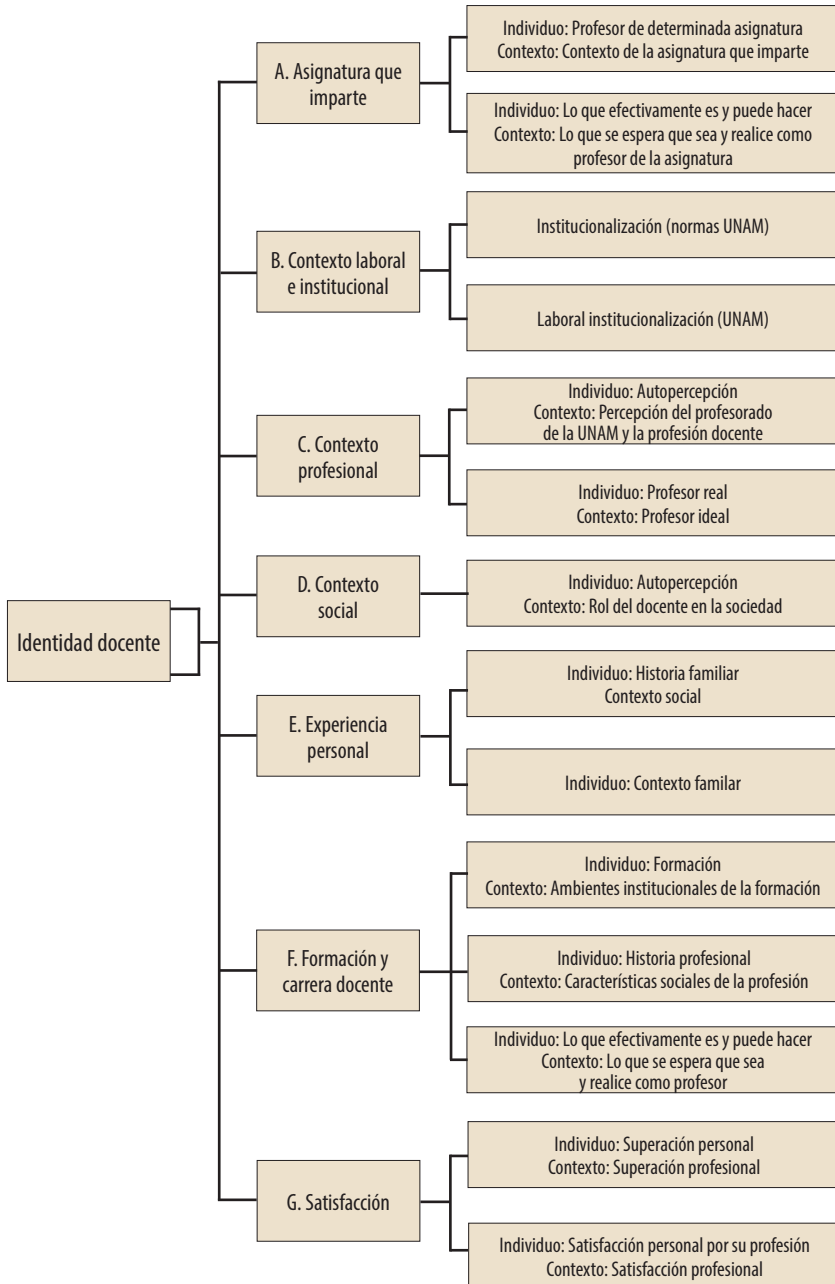 Identidad docente
A. Asignatura que
imparte
Individuo: Profesor de determinada asignatura
Contexto: Contexto de la asignatura que imparte
Individuo: Lo que efectivamente es y puede hacer
Contexto: Lo que se espera que sea y realice como
profesor de la asignatura
B. Contexto laboral
e institucional
Institucionalización (normas UNAM)
Laboral institucionalización (UNAM)
C. Contexto
profesional
Individuo: Autopercepción
Contexto: Percepción del profesorado
de la UNAM y la profesión docente
Individuo: Profesor real
Contexto: Profesor ideal
D. Contexto
social
Individuo: Autopercepción
Contexto: Rol del docente en la sociedad
E. Experiencia
personal
Individuo: Historia familiar
Contexto social
Individuo: Contexto familar
F. Formación y
carrera docente
Individuo: Formación
Contexto: Ambientes institucionales de la formación
Individuo: Historia profesional
Contexto: Características sociales de la profesión
Individuo: Lo que efectivamente es y puede hacer
Contexto: Lo que se espera que sea
y realice como profesor
G. Satisfacción
Individuo: Superación personal
Contexto: Superación profesional
Individuo: Satisfacción personal por su profesión
Contexto: Satisfacción profesional